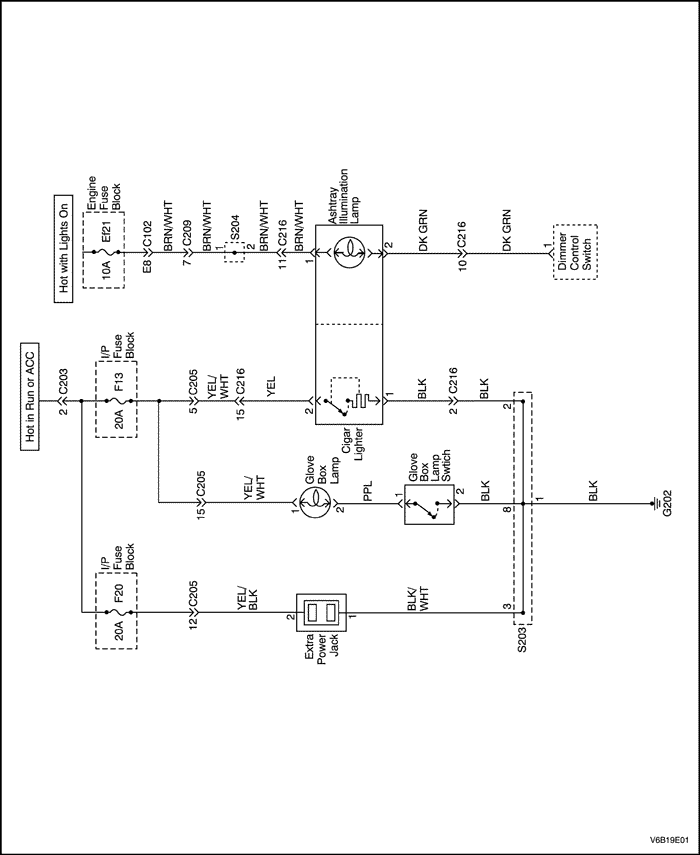 Hot in Run or ACC
Hot with Lights On
2
C203
I/P
Fuse
Block
F20
20A
I/P
Fuse
Block
F13
20A
Engine
Fuse
Block
Ef21
10A
E8
C102
BRN/WHT
7
C209
BRN/WHT
1
S204
2
BRN/WHT
11
C216
BRN/WHT
12
C205
YEL/
BLK
15
C205
YEL/
WHT
5
C205
YEL/
WHT
15
C216
YEL
2
Extra
Power
Jack
1
BLK/
WHT
1
Glove
Box
Lamp
2
PPL
1
Glove
Box
Lamp
Swtich
2
BLK
2
Cigar
Lighter
1
BLK
2
C216
BLK
1
Ashtray
Illumination
Lamp
2
DK GRN
10
C216
DK GRN
1
Dimmer
Control
Switch
S203
3
8
2
1
BLK
G202
V6B19E01